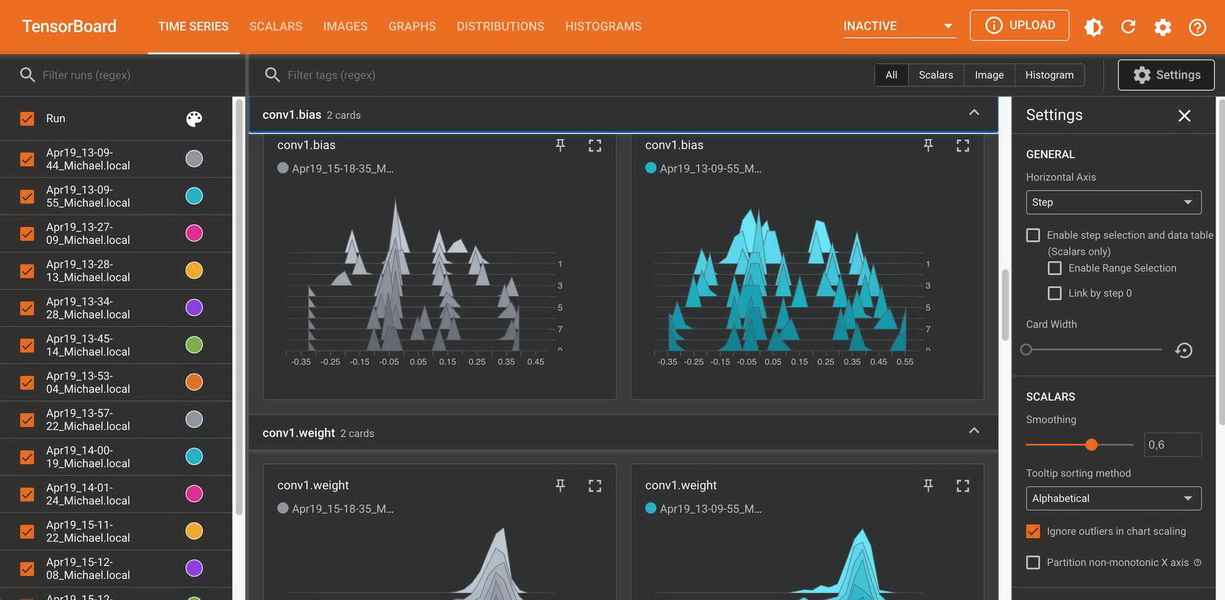 TensorBoard
TIME SERIES SCALARS IMAGES GRAPHS DISTRIBUTIONS HISTOGRAMS
INACTIVE
UPLOAD
Filter runs (regex)
Filter tags (regex)
All Scalars Image Histogram
Settings
Run
Apr19_13-09-
44_Michael.local
Apr19_13-09-
55_Michael.local
Apr19_13-27-
09_Michael.local
Apr19_13-28-
13_Michael.local
Apr19_13-34-
28_Michael.local
Apr19_13-45-
14_Michael.local
Apr19_13-53-
04_Michael.local
Apr19_13-57-
22_Michael.local
Apr19_14-00-
19_Michael.local
Apr19_14-01-
24_Michael.local
Apr19_15-11-
22_Michael.local
Apr19_15-12-
08_Michael.local
Apr19_15-12-
conv1.bias 2 cards
conv1.bias
Apr19_15-18-35_M...
1
3
5
7
9
-0.35 -0.25 -0.15 -0.05 0.05 0.15 0.25 0.35 0.45
conv1.bias
Apr19_13-09-55_M...
1
3
5
7
9
-0.35 -0.25 -0.15 -0.05 0.05 0.15 0.25 0.35 0.45 0.55
conv1.weight 2 cards
conv1.weight
Apr19_15-18-35_M...
conv1.weight
Apr19_13-09-55_M...
Settings
GENERAL
Horizontal Axis
Step
Enable step selection and data table
(Scalars only)
Enable Range Selection
Link by step 0
Card Width
SCALARS
Smoothing
0,6
Tooltip sorting method
Alphabetical
Ignore outliers in chart scaling
Partition non-monotonic X axis